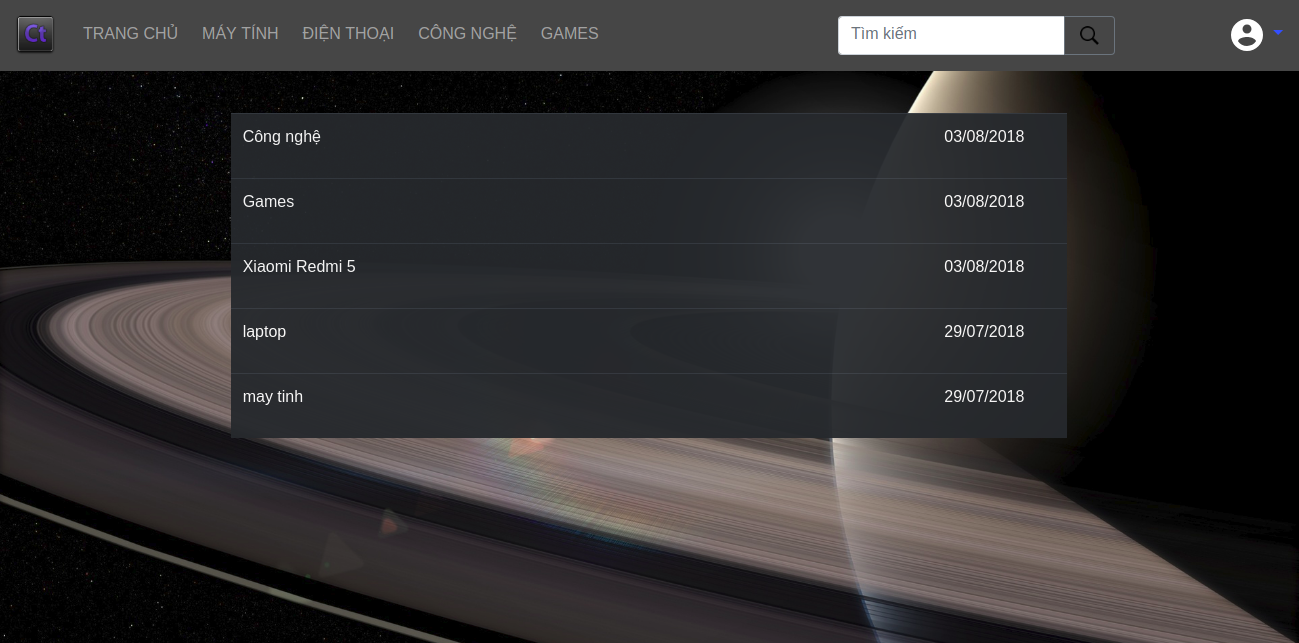 Ct TRANG CHỦ MÁY TÍNH ĐIỆN THOẠI CÔNG NGHỆ GAMES Tìm kiếm
Công nghệ 03/08/2018
Games 03/08/2018
Xiaomi Redmi 5 03/08/2018
laptop 29/07/2018
may tinh 29/07/2018